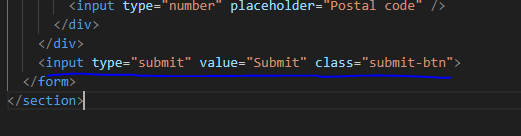 <input type="number" placeholder="Postal code" />
</div>
</div>
<input type="submit" value="Submit" class="submit-btn">
</form>
</section>